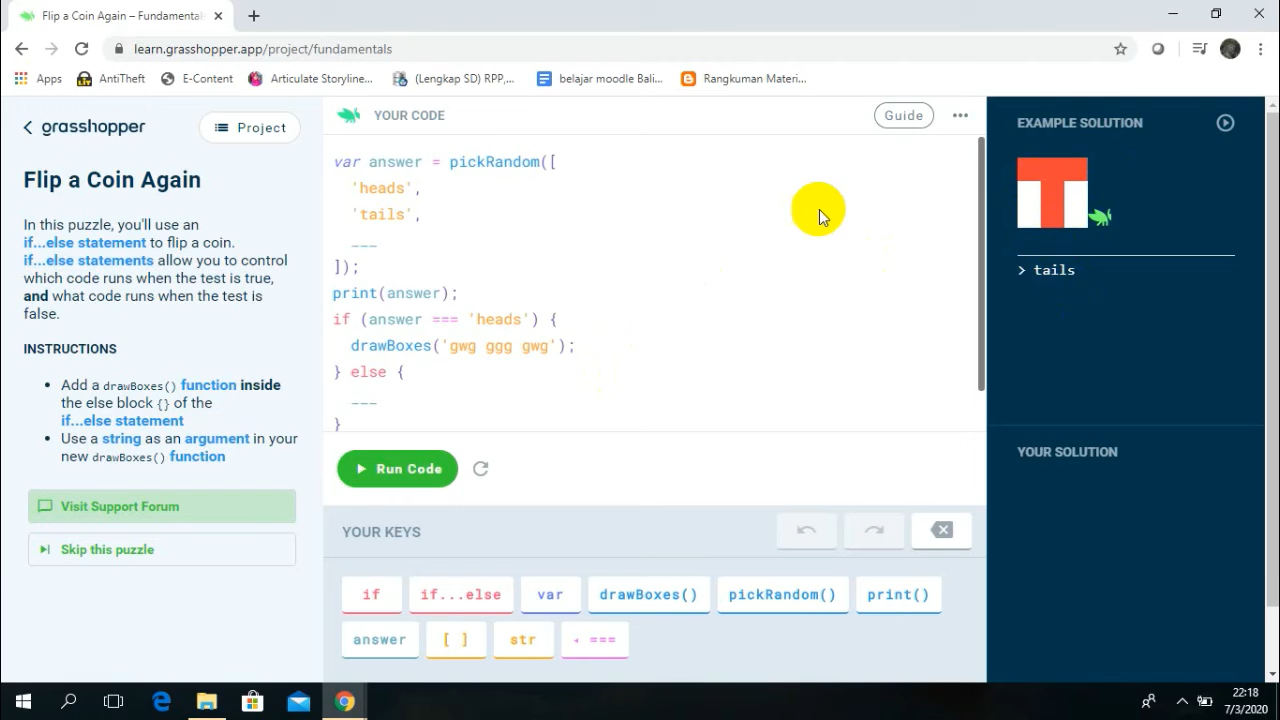 Flip a Coin Again – Fundamentals
learn.grasshopper.app/project/fundamentals
Apps
AntiTheft
E-Content
Articulate Storyline...
(Lengkap SD) RPP,...
belajar moodle Bali...
Rangkuman Materi...
grasshopper
Project
Flip a Coin Again
In this puzzle, you'll use an
if...else statement to flip a coin.
if...else statements allow you to control
which code runs when the test is true,
and what code runs when the test is
false.
INSTRUCTIONS
• Add a drawBoxes() function inside
the else block {} of the
if...else statement
• Use a string as an argument in your
new drawBoxes() function
Visit Support Forum
Skip this puzzle
YOUR CODE
Guide
var answer = pickRandom([
'heads',
'tails',
___
]);
print(answer);
if (answer === 'heads') {
drawBoxes('gwg ggg gwg');
} else {
___
}
Run Code
YOUR KEYS
if
if...else
var
drawBoxes()
pickRandom()
print()
answer
[ ]
str
===
EXAMPLE SOLUTION
> tails
YOUR SOLUTION
22:18
7/3/2020